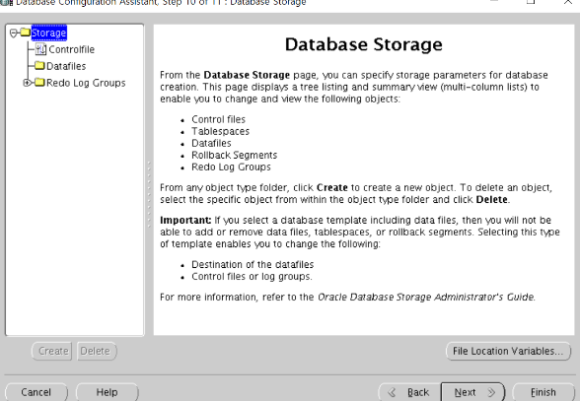 Database Configuration Assistant, Step 10 of 11 : Database Storage
Storage
Controlfile
Datafiles
Redo Log Groups
Database Storage
From the Database Storage page, you can specify storage parameters for database
creation. This page displays a tree listing and summary view (multi-column lists) to
enable you to change and view the following objects:
• Control files
• Tablespaces
• Datafiles
• Rollback Segments
• Redo Log Groups
From any object type folder, click Create to create a new object. To delete an object,
select the specific object from within the object type folder and click Delete.
Important: If you select a database template including data files, then you will not be
able to add or remove data files, tablespaces, or rollback segments. Selecting this type
of template enables you to change the following:
• Destination of the datafiles
• Control files or log groups.
For more information, refer to the Oracle Database Storage Administrator's Guide.
Create Delete
File Location Variables...
Cancel Help Back Next Finish